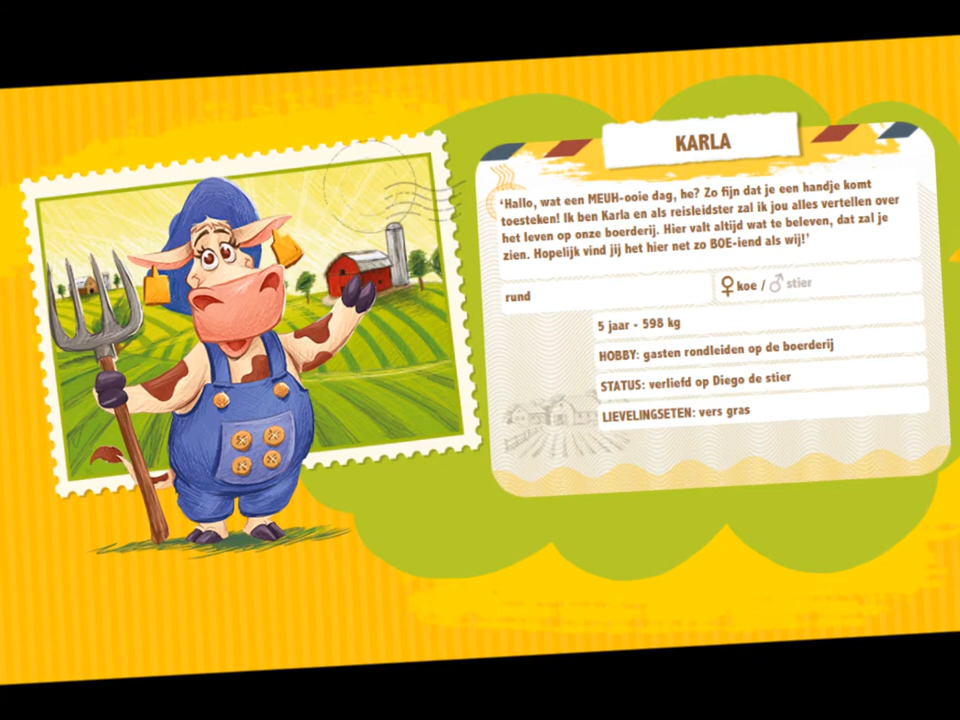 KARLA
‘Hallo, wat een MEUH-ooie dag, he? Zo fijn dat je een handje komt
toesteken! Ik ben Karla en als reisleidster zal ik jou alles vertellen over
het leven op onze boerderij. Hier valt altijd wat te beleven, dat zal je
zien. Hopelijk vind jij het hier net zo BOE-iend als wij!’
rund
♀ koe / ♂ stier
5 jaar - 598 kg
HOBBY: gasten rondleiden op de boerderij
STATUS: verliefd op Diego de stier
LIEVELINGSETEN: vers gras